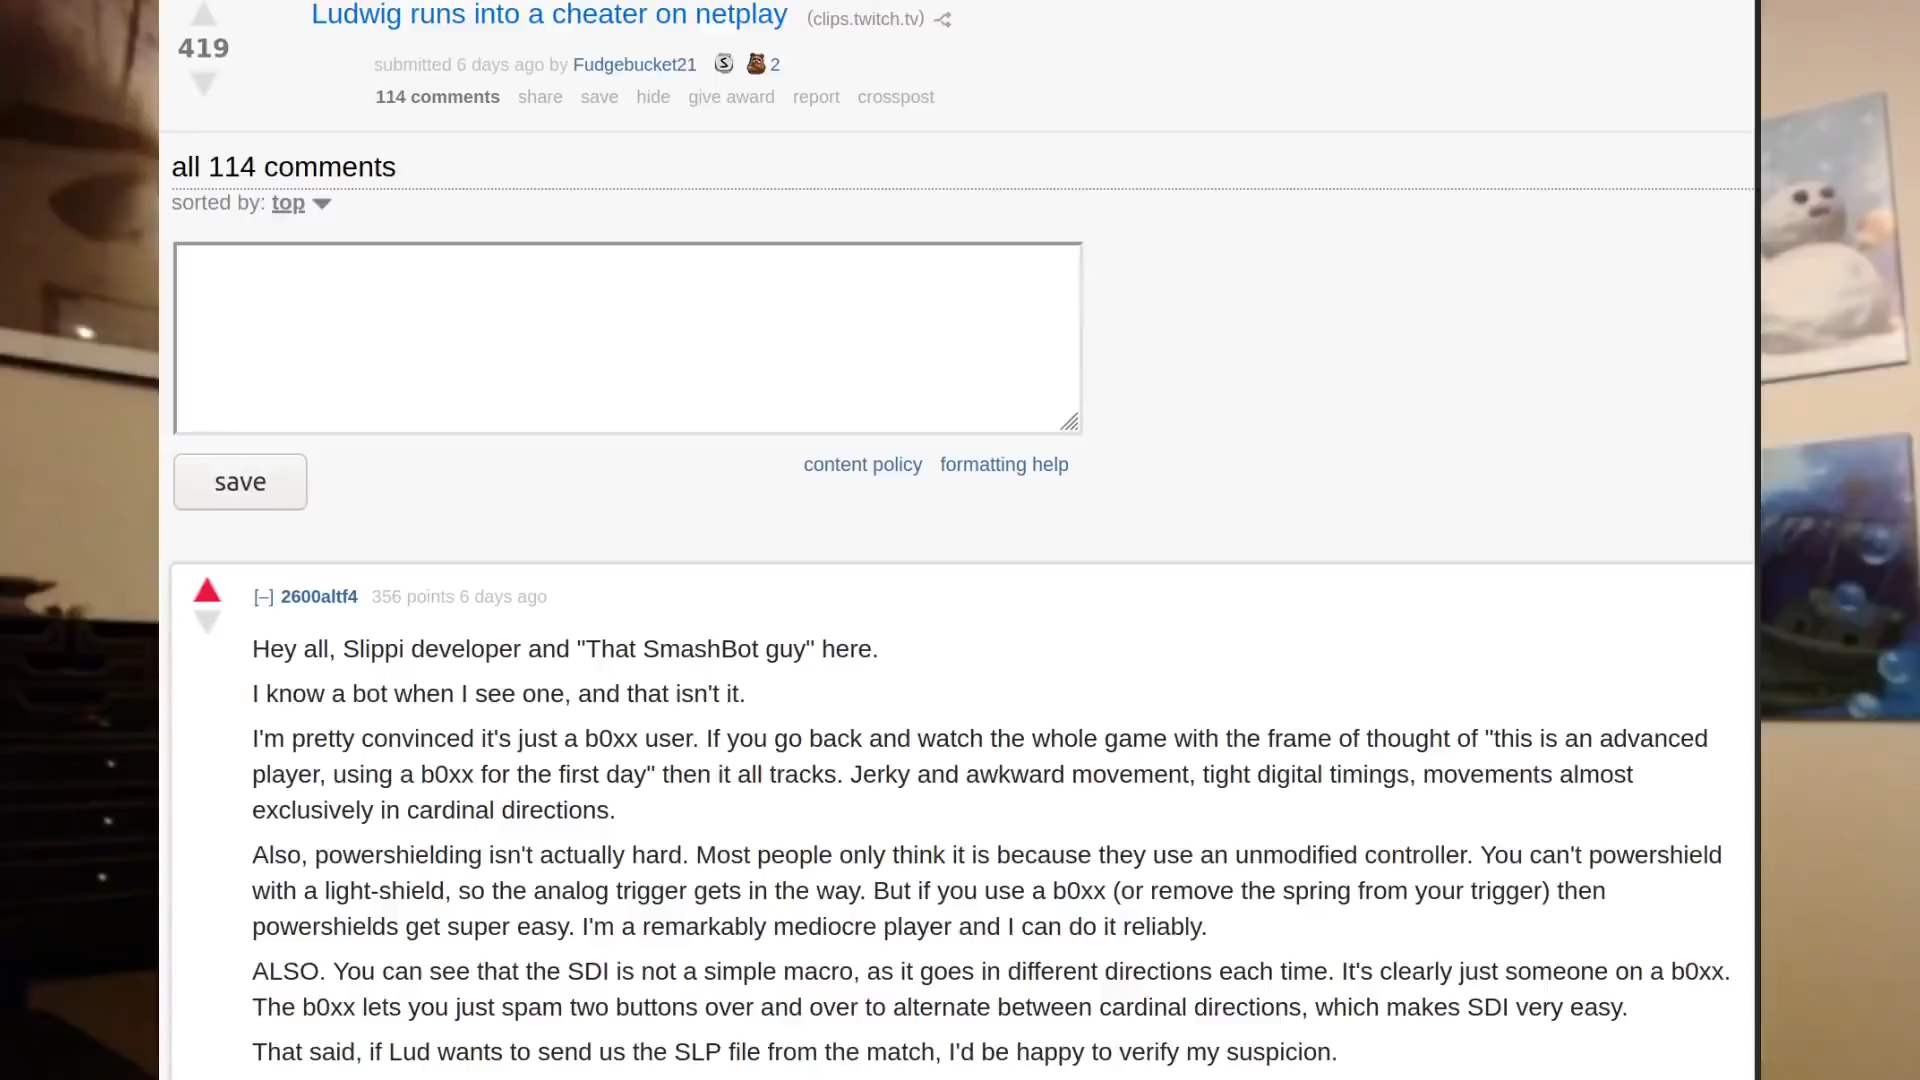 Ludwig runs into a cheater on netplay (clips.twitch.tv)
419
submitted 6 days ago by Fudgebucket21 S 2
114 comments share save hide give award report crosspost
all 114 comments
sorted by: top
content policy formatting help
save
[–] 2600altf4 356 points 6 days ago
Hey all, Slippi developer and "That SmashBot guy" here.
I know a bot when I see one, and that isn't it.
I'm pretty convinced it's just a b0xx user. If you go back and watch the whole game with the frame of thought of "this is an advanced
player, using a b0xx for the first day" then it all tracks. Jerky and awkward movement, tight digital timings, movements almost
exclusively in cardinal directions.
Also, powershielding isn't actually hard. Most people only think it is because they use an unmodified controller. You can't powershield
with a light-shield, so the analog trigger gets in the way. But if you use a b0xx (or remove the spring from your trigger) then
powershields get super easy. I'm a remarkably mediocre player and I can do it reliably.
ALSO. You can see that the SDI is not a simple macro, as it goes in different directions each time. It's clearly just someone on a b0xx.
The b0xx lets you just spam two buttons over and over to alternate between cardinal directions, which makes SDI very easy.
That said, if Lud wants to send us the SLP file from the match, I'd be happy to verify my suspicion.